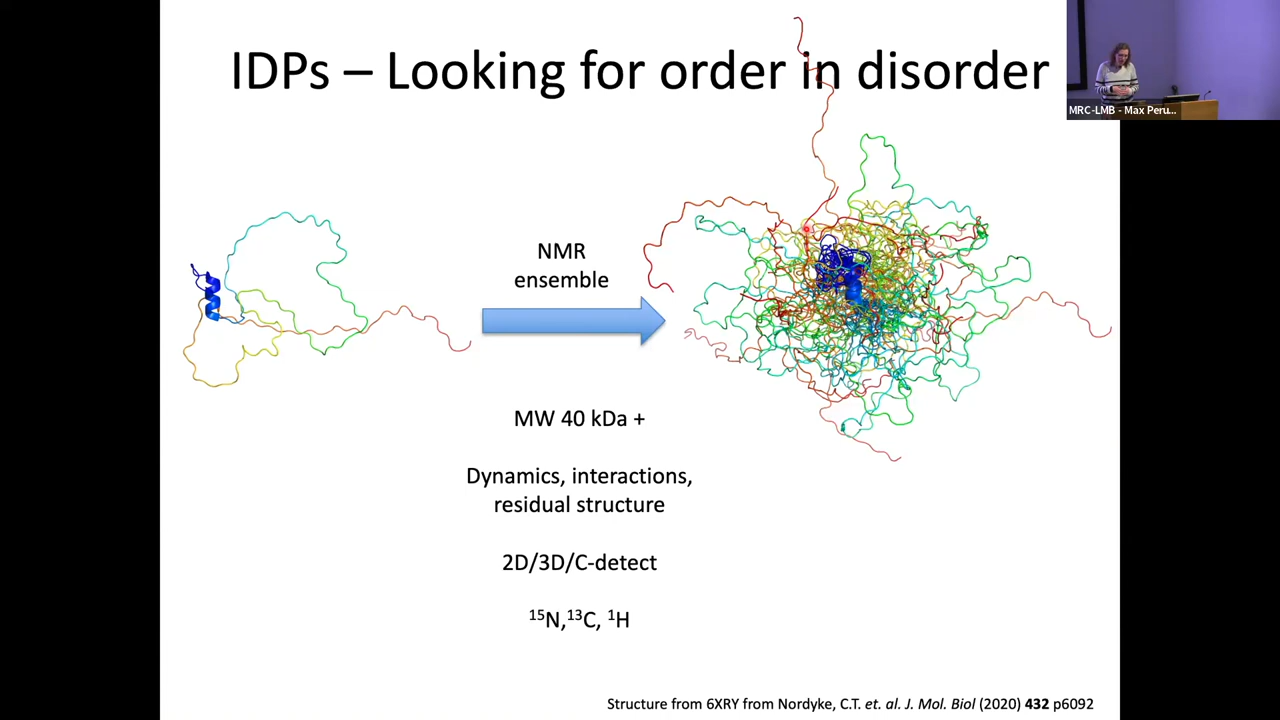 IDPs – Looking for order in disorder
MRC-LMB - Max Peru...
NMR
ensemble
MW 40 kDa +
Dynamics, interactions,
residual structure
2D/3D/C-detect
¹⁵N,¹³C, ¹H
Structure from 6XRY from Nordyke, C.T. et. al. J. Mol. Biol (2020) 432 p6092